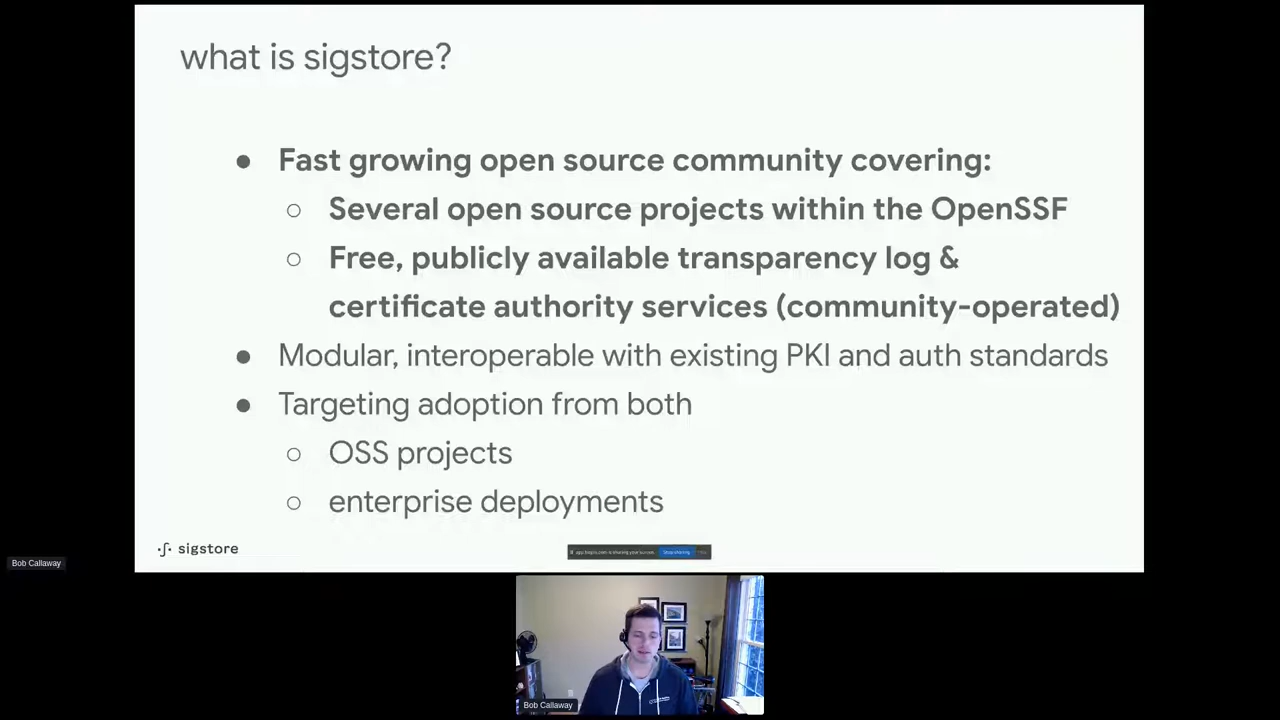 what is sigstore?
● Fast growing open source community covering:
○ Several open source projects within the OpenSSF
○ Free, publicly available transparency log &
certificate authority services (community-operated)
● Modular, interoperable with existing PKI and auth standards
● Targeting adoption from both
○ OSS projects
○ enterprise deployments
sigstore
Stop sharing
Bob Callaway
Bob Callaway